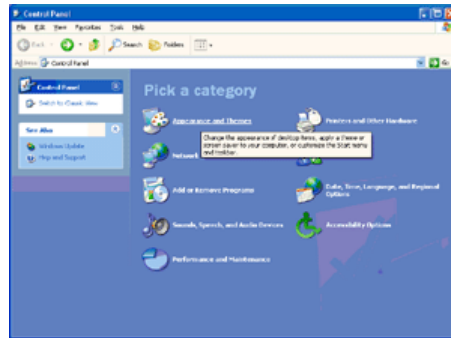 Control Panel
File Edit View Favorites Tools Help
Back Search Folders
Address Control Panel Go
Control Panel
Switch to Classic View
See Also
Windows Update
Help and Support
Pick a category
Appearance and Themes
Printers and Other Hardware
Change the appearance of desktop items, apply a theme or
screen saver to your computer, or customize the Start menu
and taskbar.
Network
Add or Remove Programs
Date, Time, Language, and Regional
Options
Sounds, Speech, and Audio Devices
Accessibility Options
Performance and Maintenance